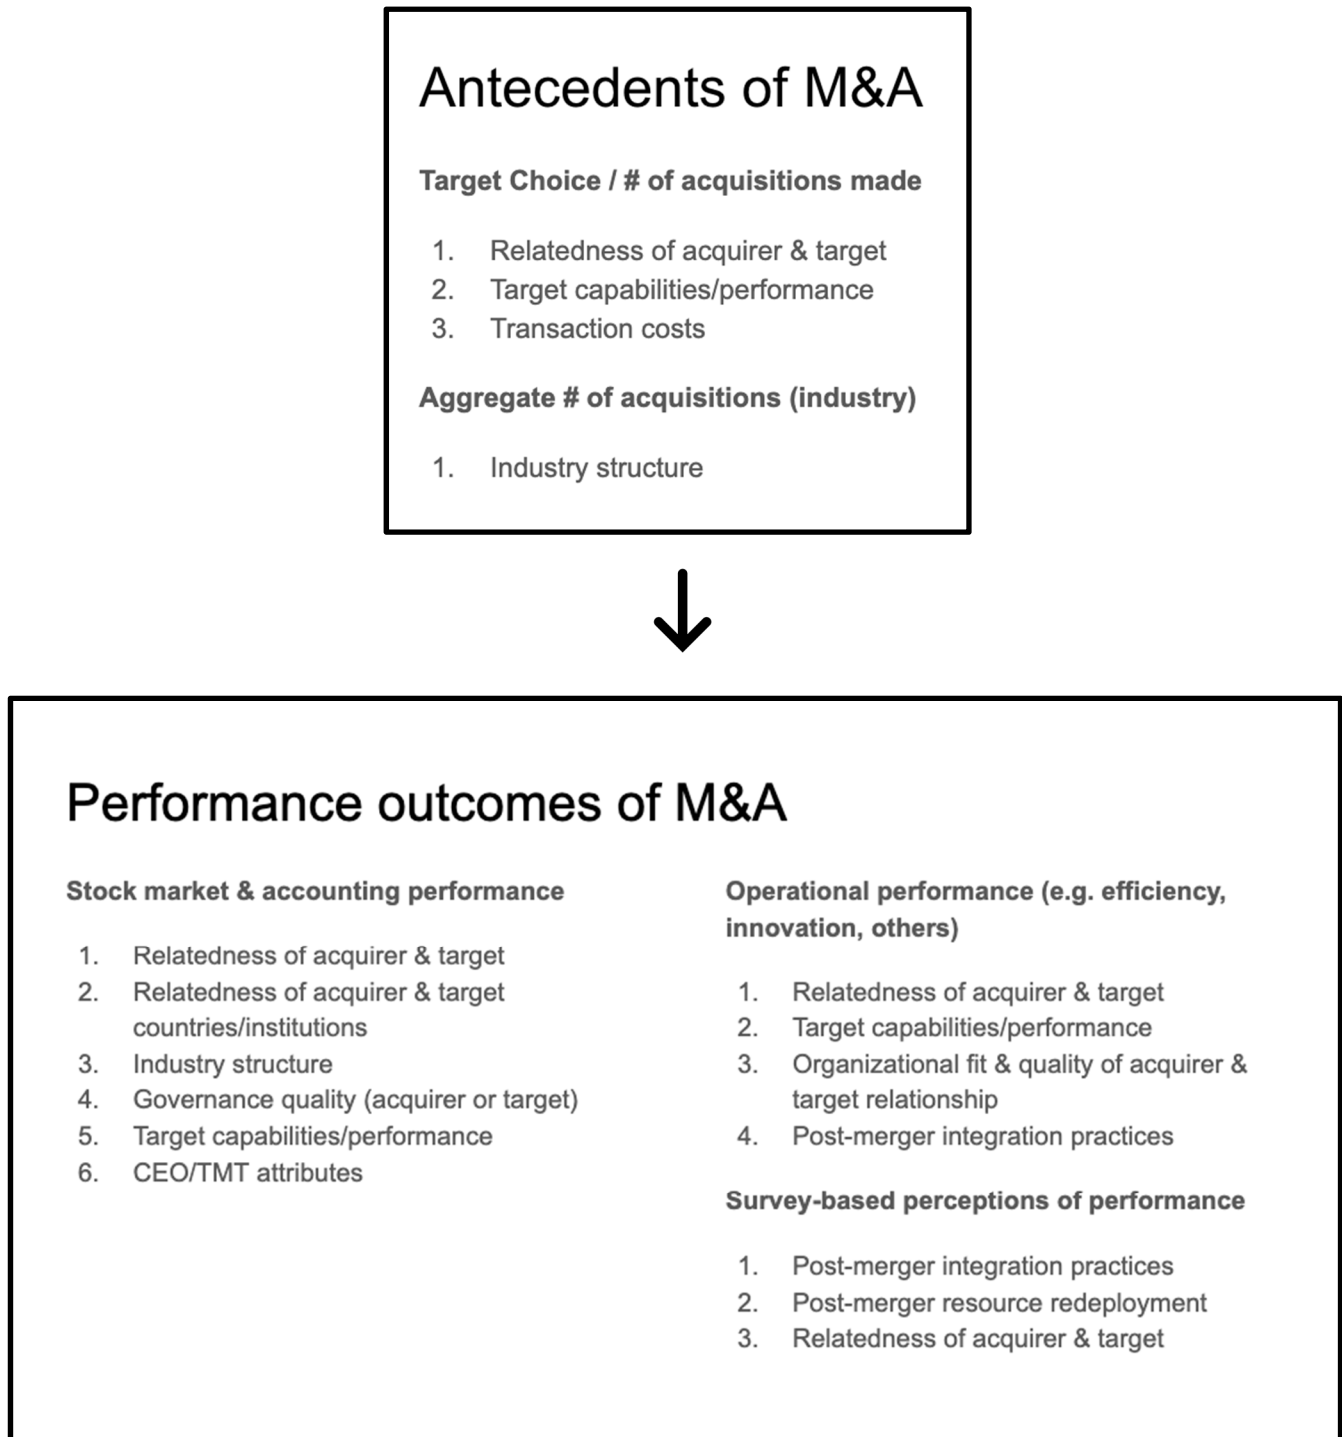 Antecedents of M&A
Target Choice / # of acquisitions made
1. Relatedness of acquirer & target
2. Target capabilities/performance
3. Transaction costs
Aggregate # of acquisitions (industry)
1. Industry structure
Performance outcomes of M&A
Stock market & accounting performance
1. Relatedness of acquirer & target
2. Relatedness of acquirer & target
countries/institutions
3. Industry structure
4. Governance quality (acquirer or target)
5. Target capabilities/performance
6. CEO/TMT attributes
Operational performance (e.g. efficiency,
innovation, others)
1. Relatedness of acquirer & target
2. Target capabilities/performance
3. Organizational fit & quality of acquirer &
target relationship
4. Post-merger integration practices
Survey-based perceptions of performance
1. Post-merger integration practices
2. Post-merger resource redeployment
3. Relatedness of acquirer & target